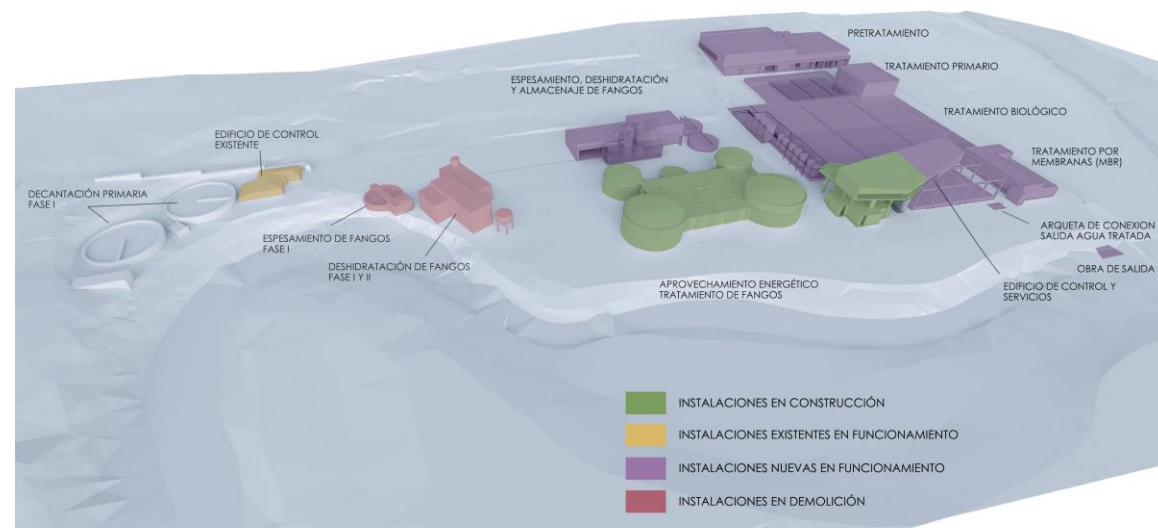 PRETRATAMIENTO
TRATAMIENTO PRIMARIO
ESPESAMIENTO, DESHIDRATACIÓN
Y ALMACENAJE DE FANGOS
TRATAMIENTO BIOLÓGICO
EDIFICIO DE CONTROL
EXISTENTE
TRATAMIENTO POR
MEMBRANAS (MBR)
DECANTACIÓN PRIMARIA
FASE I
ARQUETA DE CONEXION
SALIDA AGUA TRATADA
ESPESAMIENTO DE FANGOS
FASE I
DESHIDRATACIÓN DE FANGOS
FASE I Y II
OBRA DE SALIDA
APROVECHAMIENTO ENERGÉTICO
TRATAMIENTO DE FANGOS
EDIFICIO DE CONTROL Y
SERVICIOS
INSTALACIONES EN CONSTRUCCIÓN
INSTALACIONES EXISTENTES EN FUNCIONAMIENTO
INSTALACIONES NUEVAS EN FUNCIONAMIENTO
INSTALACIONES EN DEMOLICIÓN